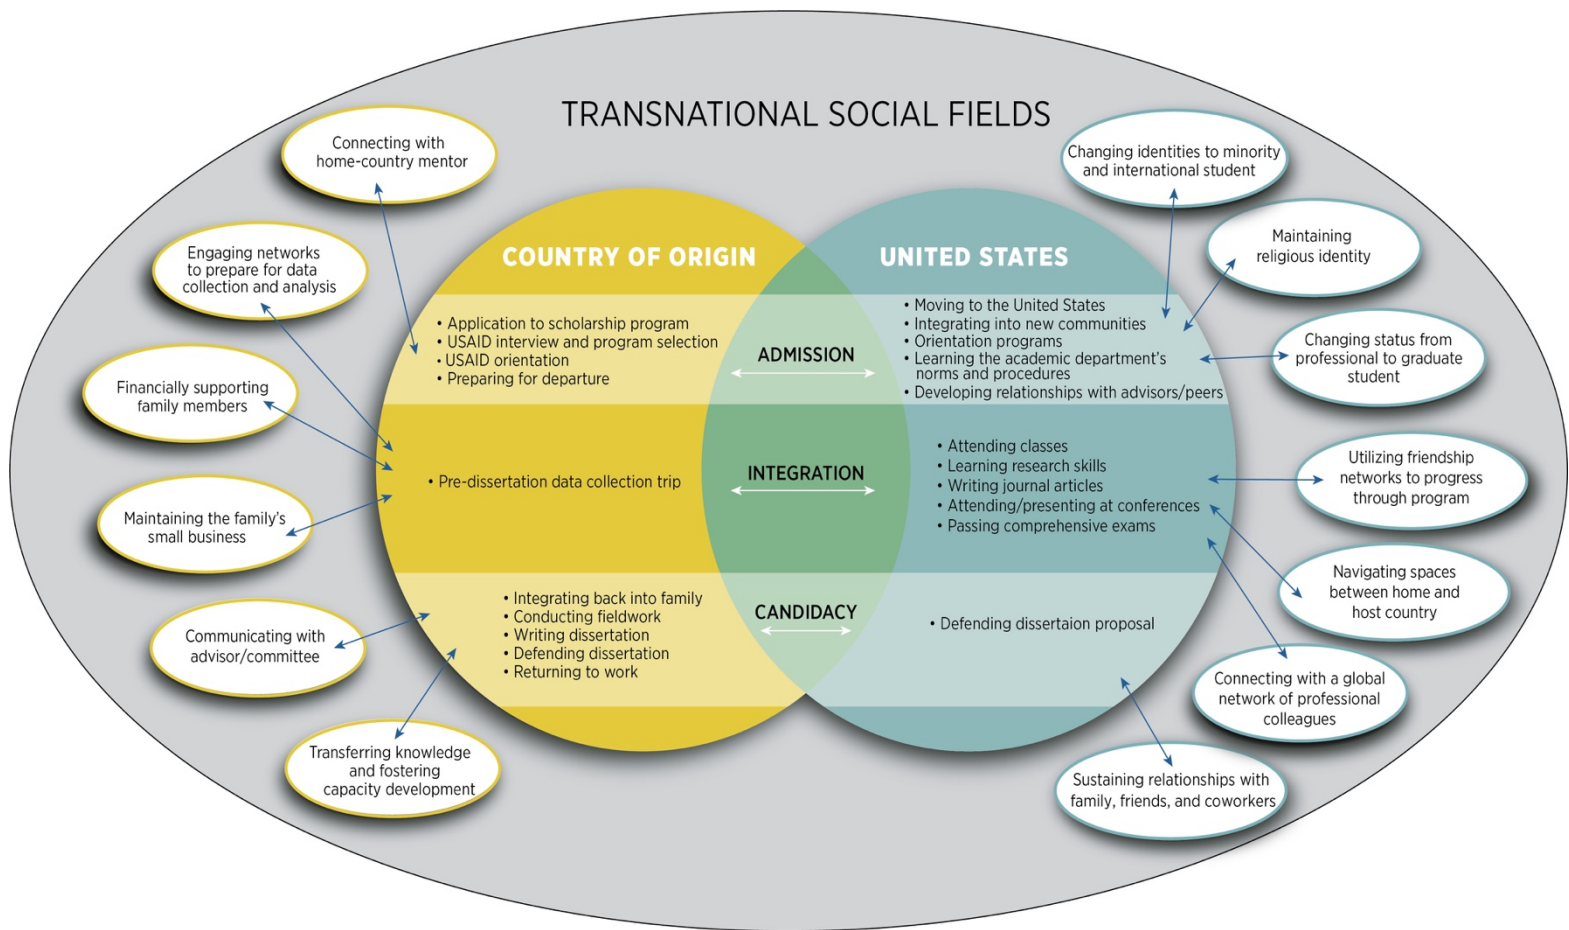 TRANSNATIONAL SOCIAL FIELDS
Connecting with
home-country mentor
Engaging networks
to prepare for data
collection and analysis
Financially supporting
family members
Maintaining the family's
small business
Communicating with
advisor/committee
Transferring knowledge
and fostering
capacity development
COUNTRY OF ORIGIN
• Application to scholarship program
• USAID interview and program selection
• USAID orientation
• Preparing for departure
• Pre-dissertation data collection trip
• Integrating back into family
• Conducting fieldwork
• Writing dissertation
• Defending dissertation
• Returning to work
ADMISSION
INTEGRATION
CANDIDACY
UNITED STATES
• Moving to the United States
• Integrating into new communities
• Orientation programs
• Learning the academic department's
norms and procedures
• Developing relationships with advisors/peers
• Attending classes
• Learning research skills
• Writing journal articles
• Attending/presenting at conferences
• Passing comprehensive exams
• Defending dissertaion proposal
Changing identities to minority
and international student
Maintaining
religious identity
Changing status from
professional to graduate
student
Utilizing friendship
networks to progress
through program
Navigating spaces
between home and
host country
Connecting with a global
network of professional
colleagues
Sustaining relationships with
family, friends, and coworkers